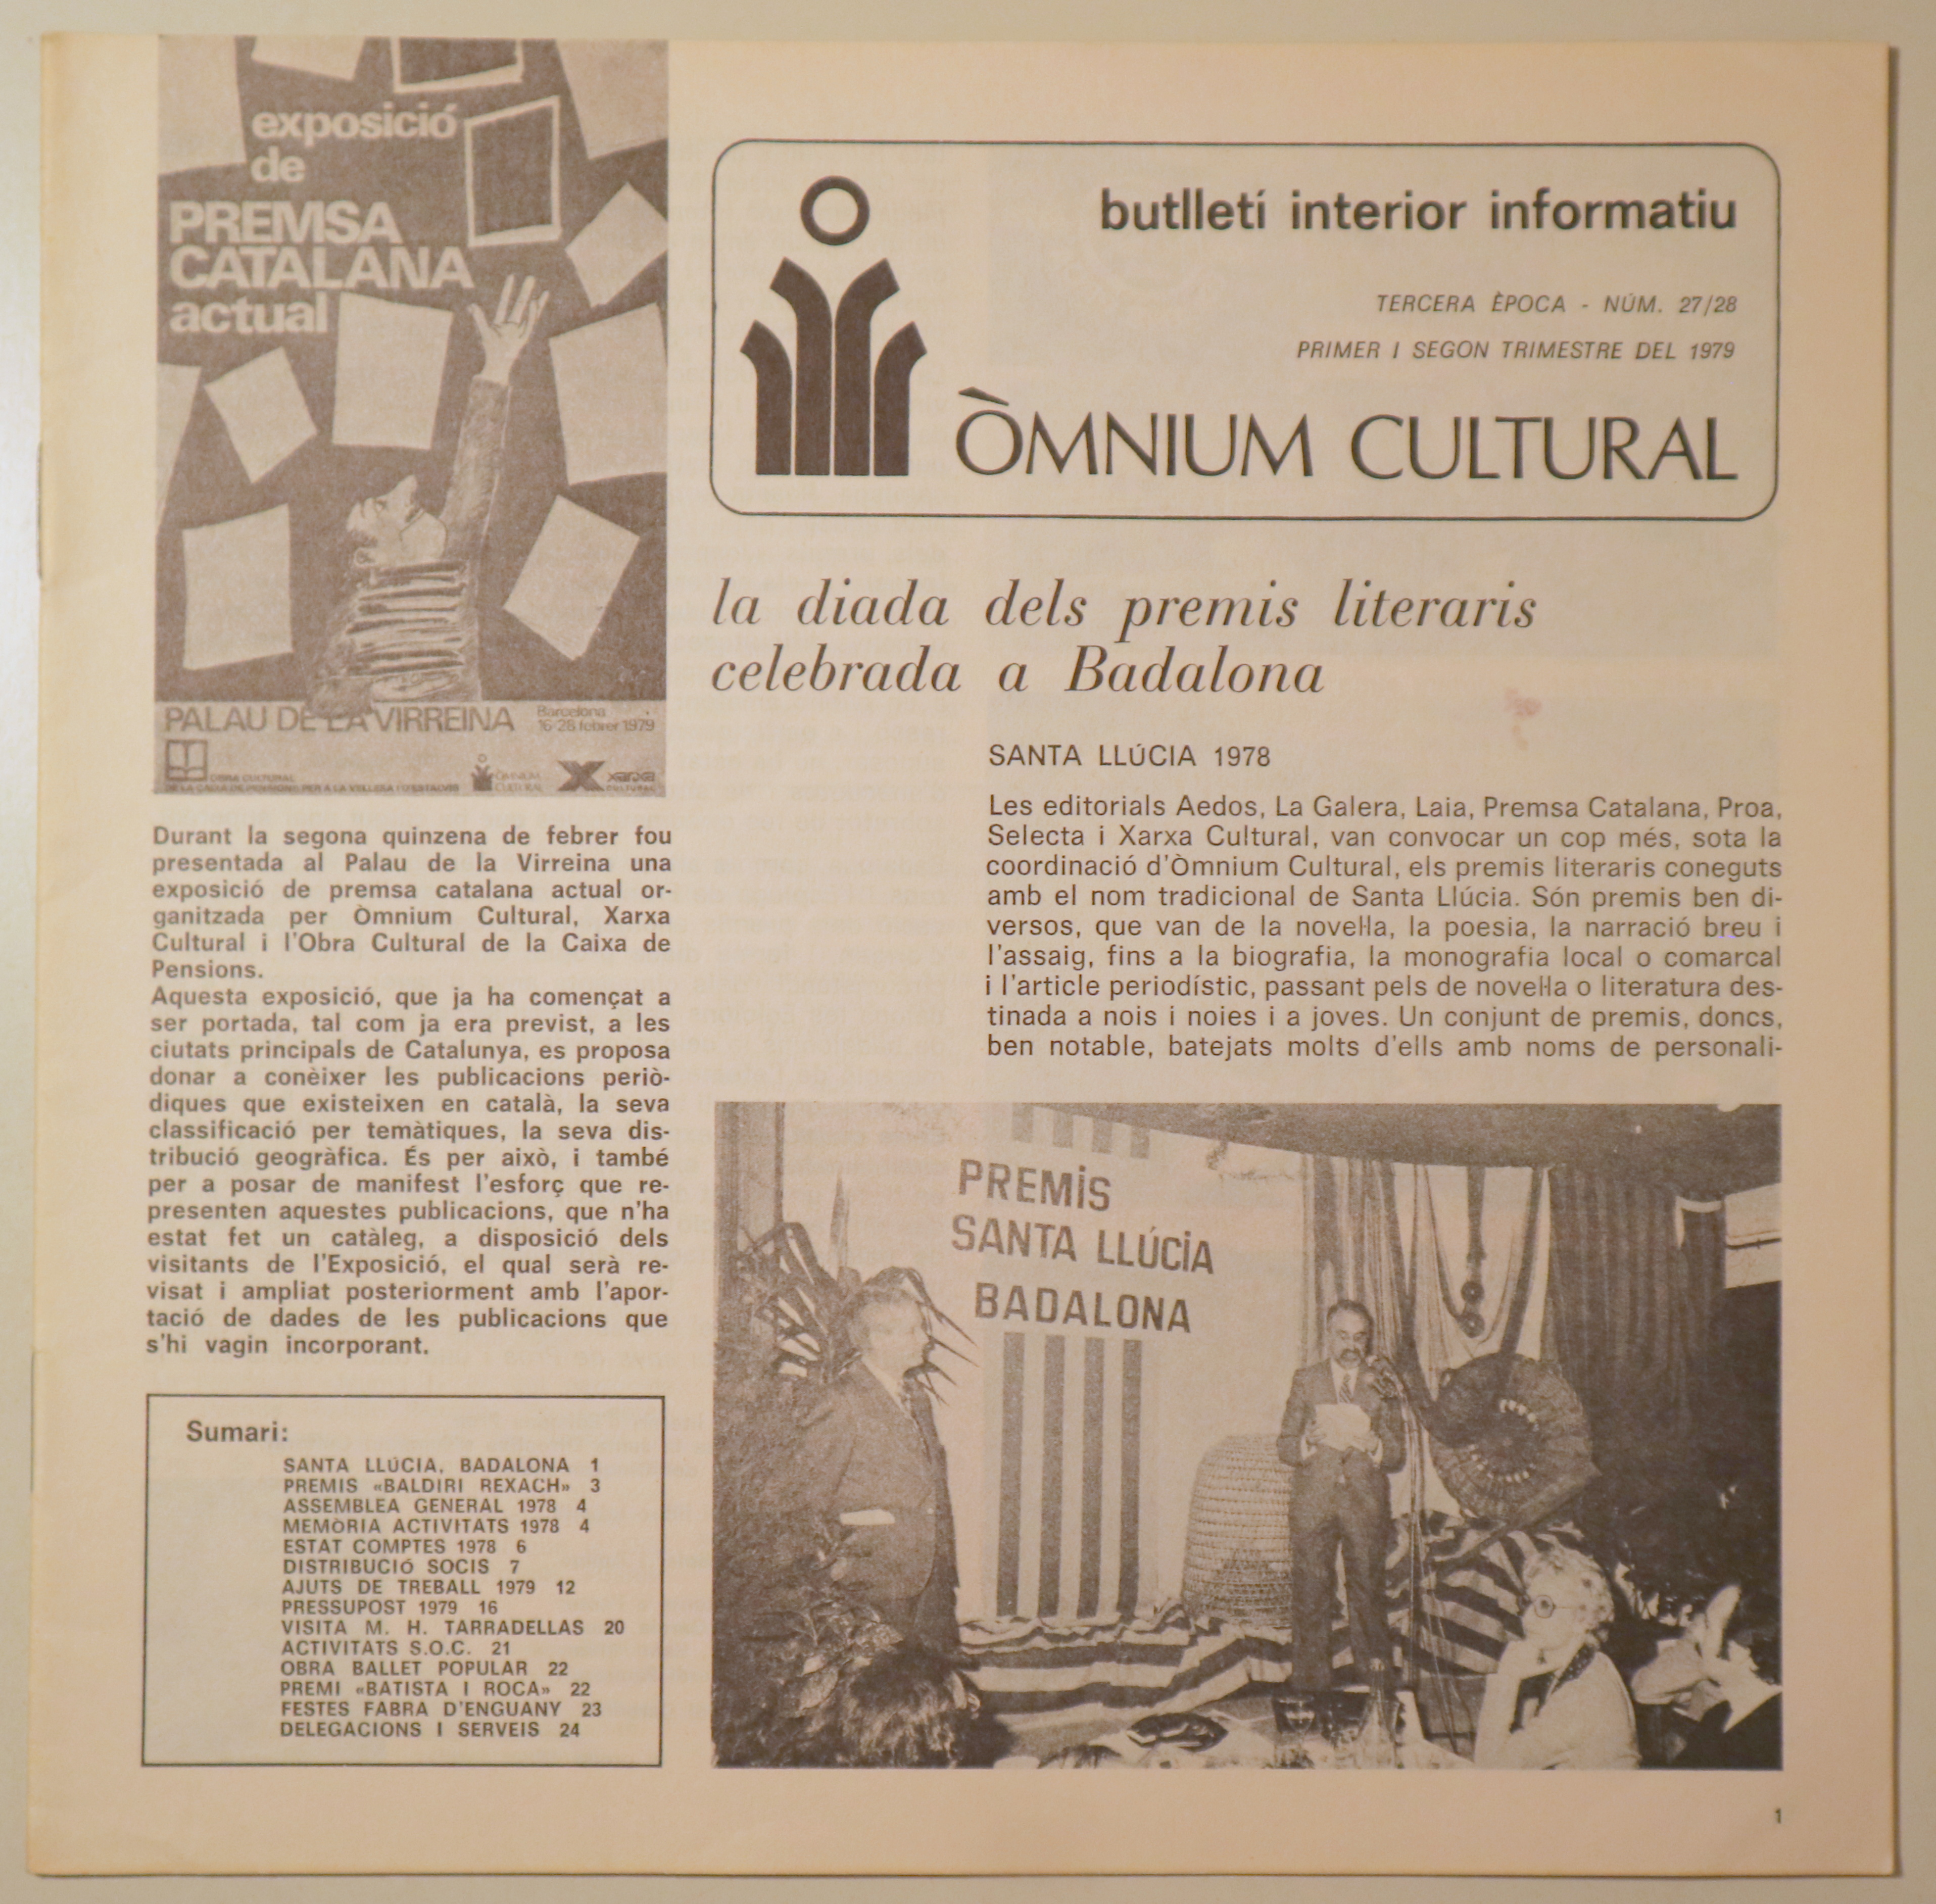 exposició
de
PREMSA
CATALANA
actual
PALAU DE LA VIRREINA
Barcelona
16-28 febrer 1979
OBRA CULTURAL
DE LA CAIXA DE PENSIONS PER A LA VELLESA I D'ESTALVIS
ÒMNIUM
CULTURAL
xarxa
CULTURAL
butlletí interior informatiu
TERCERA ÈPOCA - NÚM. 27/28
PRIMER I SEGON TRIMESTRE DEL 1979
ÒMNIUM CULTURAL
Durant la segona quinzena de febrer fou
presentada al Palau de la Virreina una
exposició de premsa catalana actual or-
ganitzada per Òmnium Cultural, Xarxa
Cultural i l'Obra Cultural de la Caixa de
Pensions.
Aquesta exposició, que ja ha començat a
ser portada, tal com ja era previst, a les
ciutats principals de Catalunya, es proposa
donar a conèixer les publicacions periò-
diques que existeixen en català, la seva
classificació per temàtiques, la seva dis-
tribució geogràfica. És per això, i també
per a posar de manifest l'esforç que re-
presenten aquestes publicacions, que n'ha
estat fet un catàleg, a disposició dels
visitants de l'Exposició, el qual serà re-
visat i ampliat posteriorment amb l'apor-
tació de dades de les publicacions que
s'hi vagin incorporant.
Sumari:
SANTA LLÚCIA, BADALONA 1
PREMIS «BALDIRI REXACH» 3
ASSEMBLEA GENERAL 1978 4
MEMÒRIA ACTIVITATS 1978 4
ESTAT COMPTES 1978 6
DISTRIBUCIÓ SOCIS 7
AJUTS DE TREBALL 1979 12
PRESSUPOST 1979 16
VISITA M. H. TARRADELLAS 20
ACTIVITATS S.O.C. 21
OBRA BALLET POPULAR 22
PREMI «BATISTA I ROCA» 22
FESTES FABRA D'ENGUANY 23
DELEGACIONS I SERVEIS 24
la diada dels premis literaris
celebrada a Badalona
SANTA LLÚCIA 1978
Les editorials Aedos, La Galera, Laia, Premsa Catalana, Proa,
Selecta i Xarxa Cultural, van convocar un cop més, sota la
coordinació d'Òmnium Cultural, els premis literaris coneguts
amb el nom tradicional de Santa Llúcia. Són premis ben di-
versos, que van de la novel·la, la poesia, la narració breu i
l'assaig, fins a la biografia, la monografia local o comarcal
i l'article periodístic, passant pels de novel·la o literatura des-
tinada a nois i noies i a joves. Un conjunt de premis, doncs,
ben notable, batejats molts d'ells amb noms de personali-
PREMIS
SANTA LLÚCIA
BADALONA
1